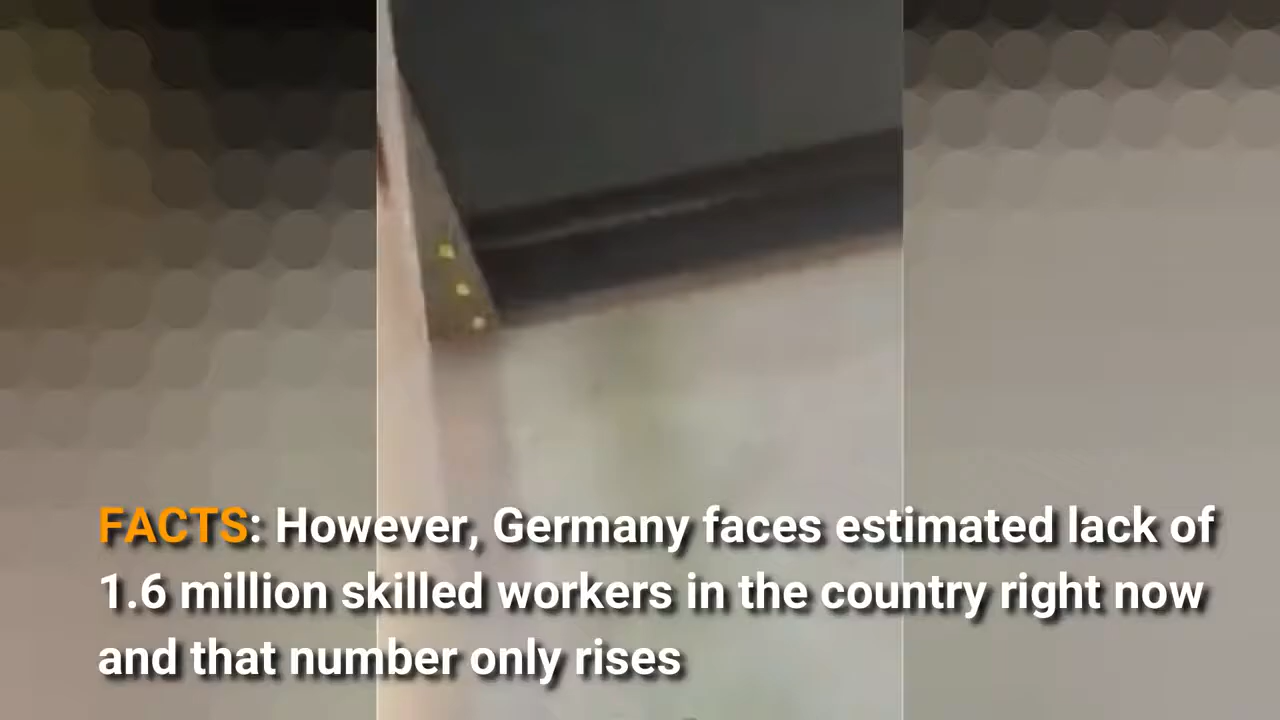 FACTS: However, Germany faces estimated lack of
1.6 million skilled workers in the country right now
and that number only rises